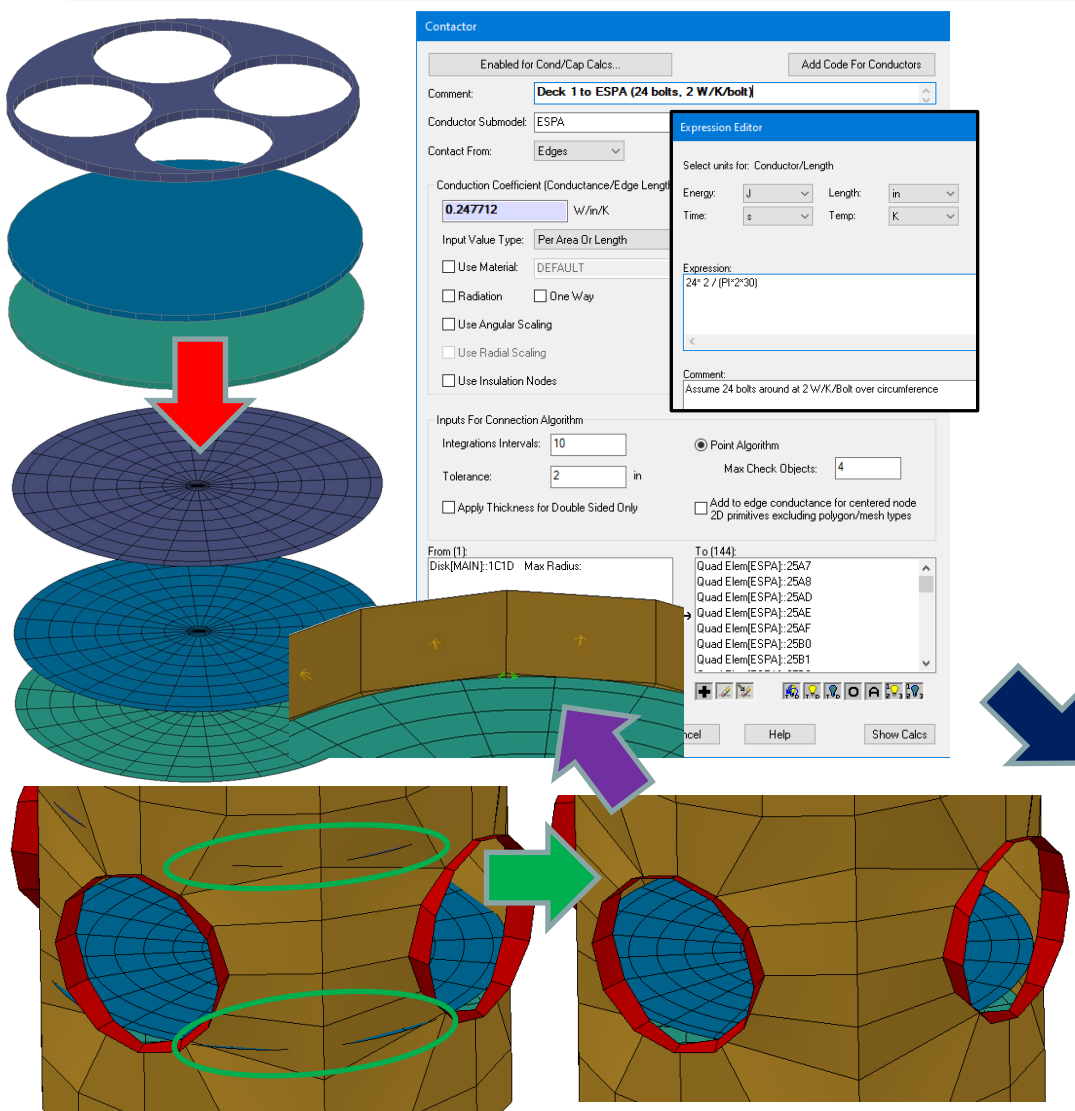 Contactor
Enabled for Cond/Cap Calcs...
Add Code For Conductors
Comment:
Deck 1 to ESPA (24 bolts, 2 W/K/bolt)
Conductor Submodel:
ESPA
Contact From:
Edges
Conduction Coefficient (Conductance/Edge Length
0.247712
W/in/K
Input Value Type:
Per Area Or Length
Use Material:
DEFAULT
Radiation
One Way
Use Angular Scaling
Use Radial Scaling
Use Insulation Nodes
Expression Editor
Select units for: Conductor/Length
Energy:
J
Length:
in
Time:
s
Temp:
K
Expression:
24* 2 / (PI*2*30)
Comment:
Assume 24 bolts around at 2 W/K/Bolt over circumference
Inputs For Connection Algorithm
Integrations Intervals:
10
Point Algorithm
Max Check Objects:
4
Tolerance:
2
in
Apply Thickness for Double Sided Only
Add to edge conductance for centered node
2D primitives excluding polygon/mesh types
From (1):
Disk[MAIN]::1C1D Max Radius:
To (144):
Quad Elem[ESPA]::25A7
Quad Elem[ESPA]::25A8
Quad Elem[ESPA]::25AD
Quad Elem[ESPA]::25AE
Quad Elem[ESPA]::25AF
Quad Elem[ESPA]::25B0
Quad Elem[ESPA]::25B1
ncel
Help
Show Calcs